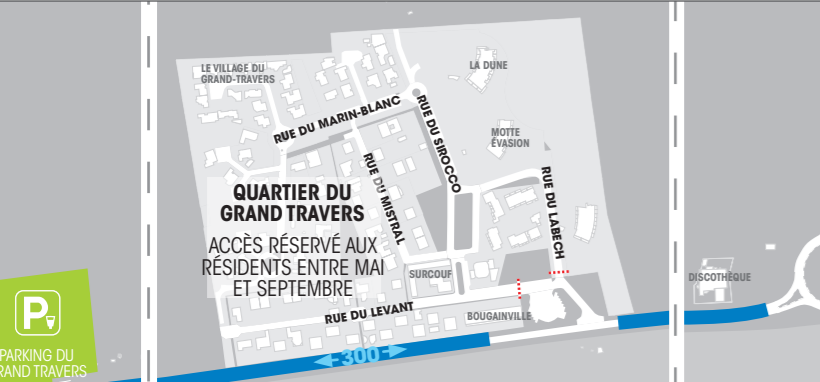 LE VILLAGE DU
GRAND-TRAVERS
LA DUNE
RUE DU MARIN-BLANC
RUE DU SIROCCO
MOTTE
ÉVASION
RUE DU MISTRAL
RUE DU LABECH
QUARTIER DU
GRAND TRAVERS
ACCÈS RÉSERVÉ AUX
RÉSIDENTS ENTRE MAI
ET SEPTEMBRE
SURCOUF
DISCOTHÈQUE
RUE DU LEVANT
BOUGAINVILLE
P
PARKING DU
GRAND TRAVERS
300